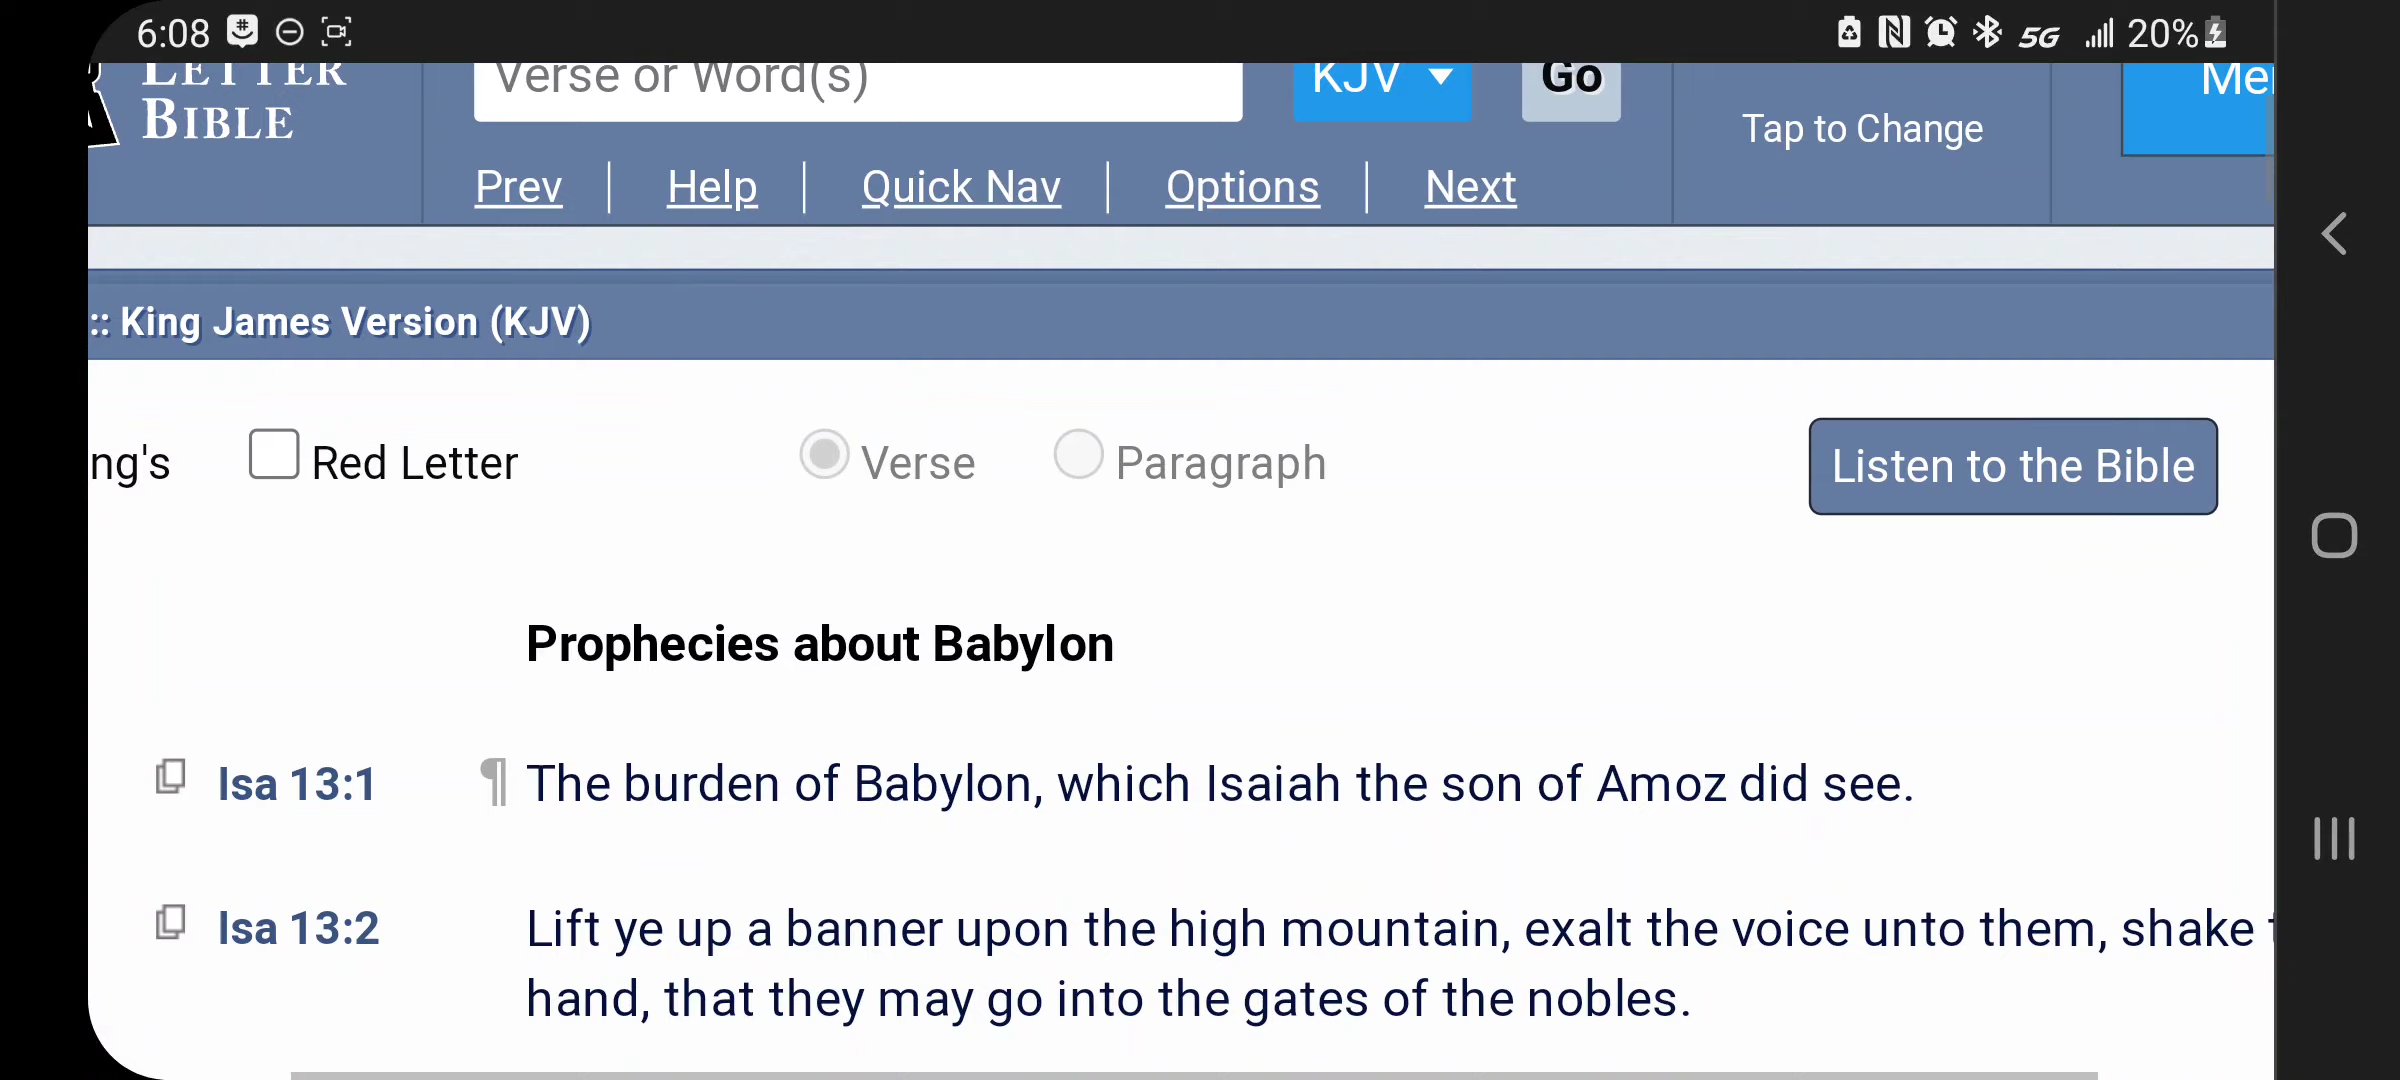 6:08 5G 20%
LETTER
BIBLE
Verse or Word(s) KJV Go
Tap to Change
Prev Help Quick Nav Options Next
:: King James Version (KJV)
ng's Red Letter Verse Paragraph Listen to the Bible
Prophecies about Babylon
Isa 13:1 ¶ The burden of Babylon, which Isaiah the son of Amoz did see.
Isa 13:2 Lift ye up a banner upon the high mountain, exalt the voice unto them, shake
hand, that they may go into the gates of the nobles.